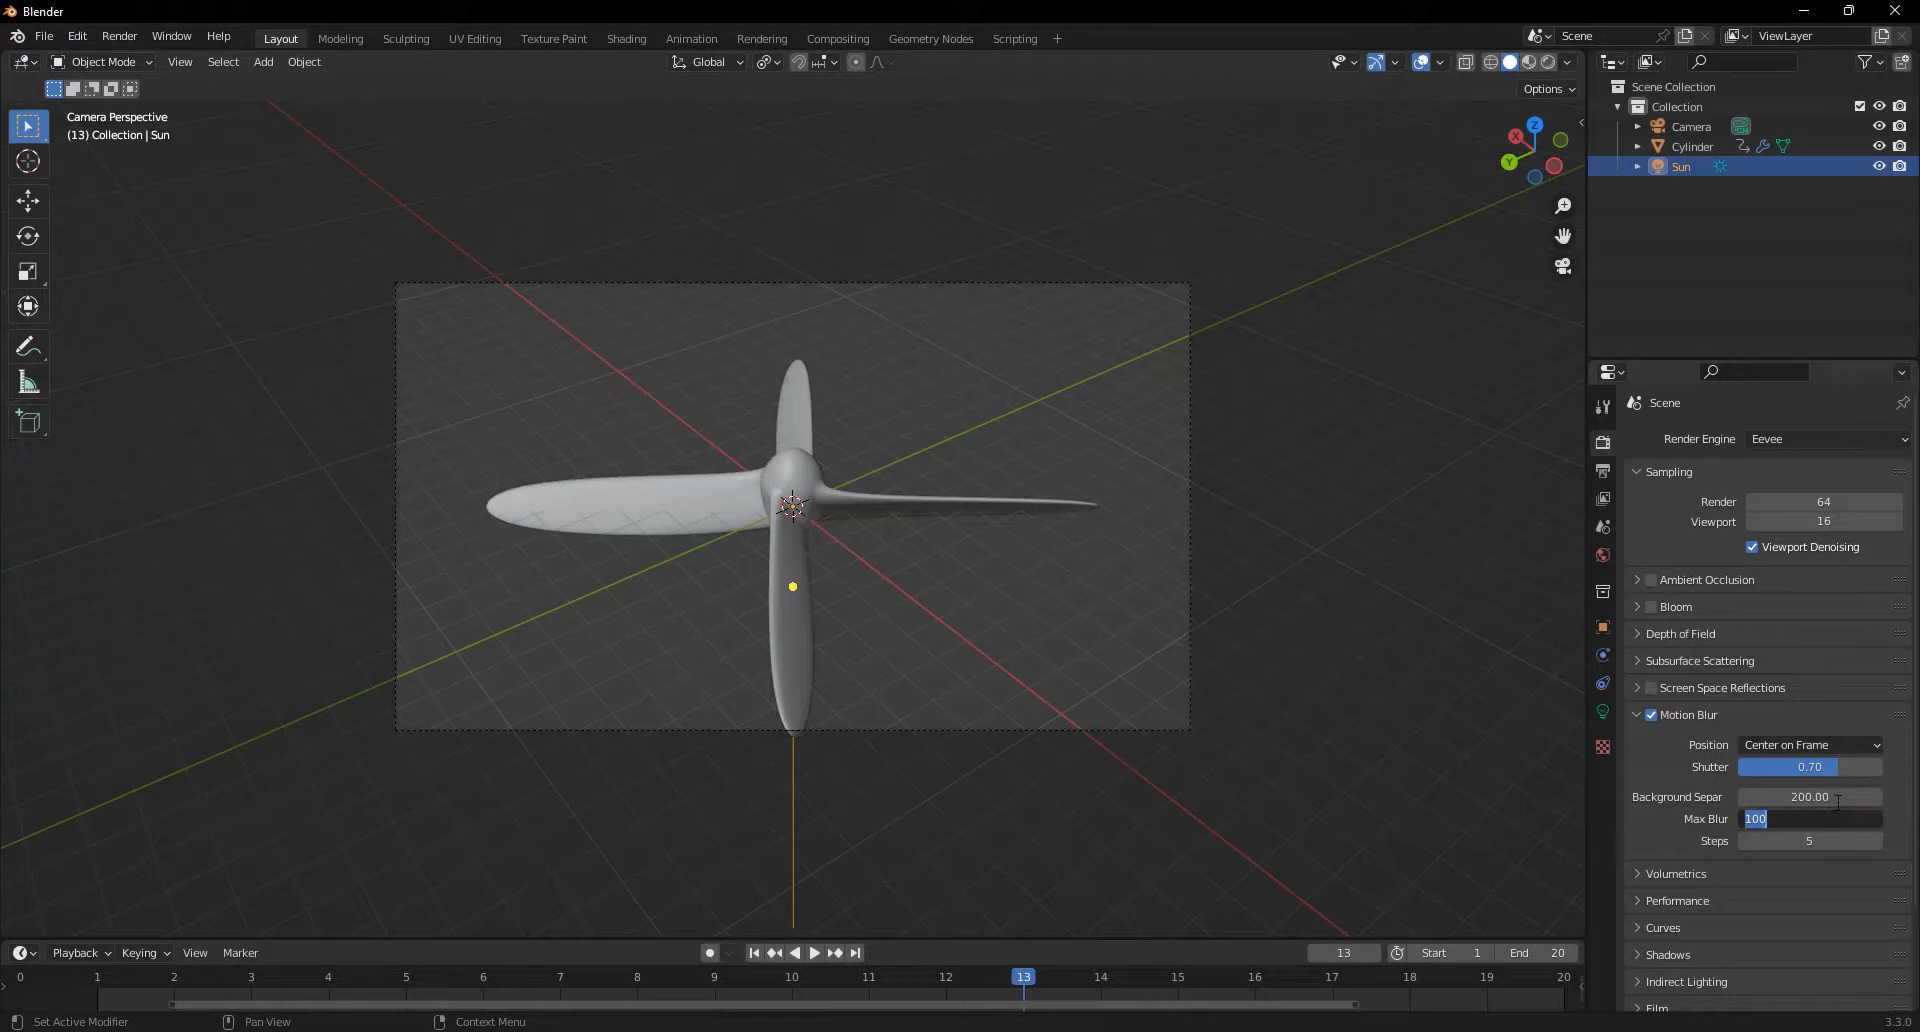 Blender
File Edit Render Window Help
Layout Modeling Sculpting UV Editing Texture Paint Shading Animation Rendering Compositing Geometry Nodes Scripting +
Scene
ViewLayer
Object Mode View Select Add Object
Global
Options
Camera Perspective
(13) Collection | Sun
Z
X
Y
Scene Collection
Collection
Camera
Cylinder
Sun
Scene
Render Engine Eevee
Sampling
Render 64
Viewport 16
Viewport Denoising
Ambient Occlusion
Bloom
Depth of Field
Subsurface Scattering
Screen Space Reflections
Motion Blur
Position Center on Frame
Shutter 0.70
Background Separ 200.00
Max Blur 100
Steps 5
Volumetrics
Performance
Curves
Shadows
Indirect Lighting
Film
Playback Keying View Marker
13 Start 1 End 20
0 1 2 3 4 5 6 7 8 9 10 11 12 13 14 15 16 17 18 19 20
Set Active Modifier Pan View Context Menu
3.3.0